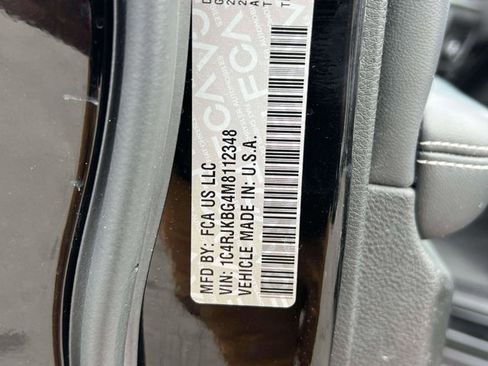 MFD BY: FCA US LLC
VIN: 1C4RJKBG4M8112348
VEHICLE MADE IN: U.S.A.